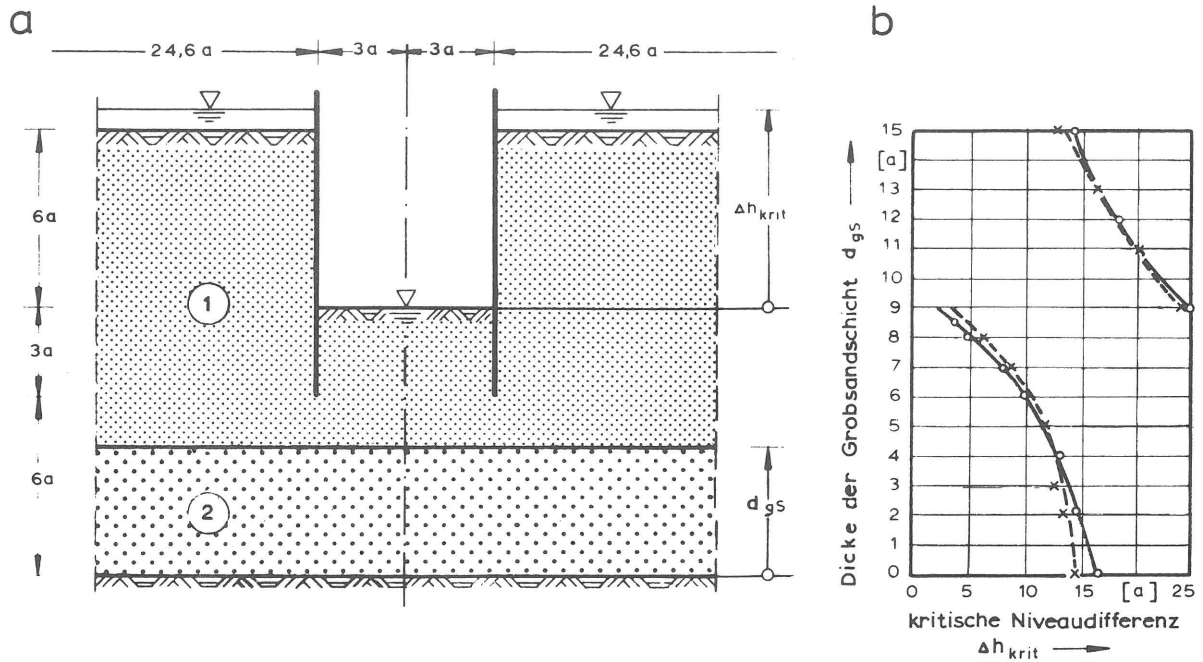 a
24,6 a
3a
3a
24,6 a
6a
3a
6a
1
2
Δh krit
d gs
b
Dicke der Grobsandschicht d gs
15
[a]
13
12
11
10
9
8
7
6
5
4
3
2
1
0
0
5
10
15
[a]
25
kritische Niveaudifferenz
Δh krit